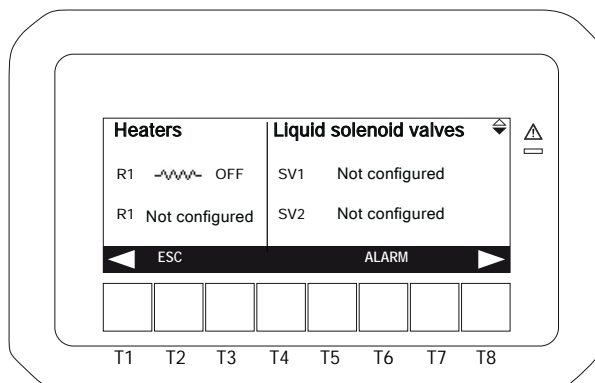 Heaters
R1 OFF
R1 Not configured
Liquid solenoid valves
SV1 Not configured
SV2 Not configured
ESC ALARM
T1 T2 T3 T4 T5 T6 T7 T8